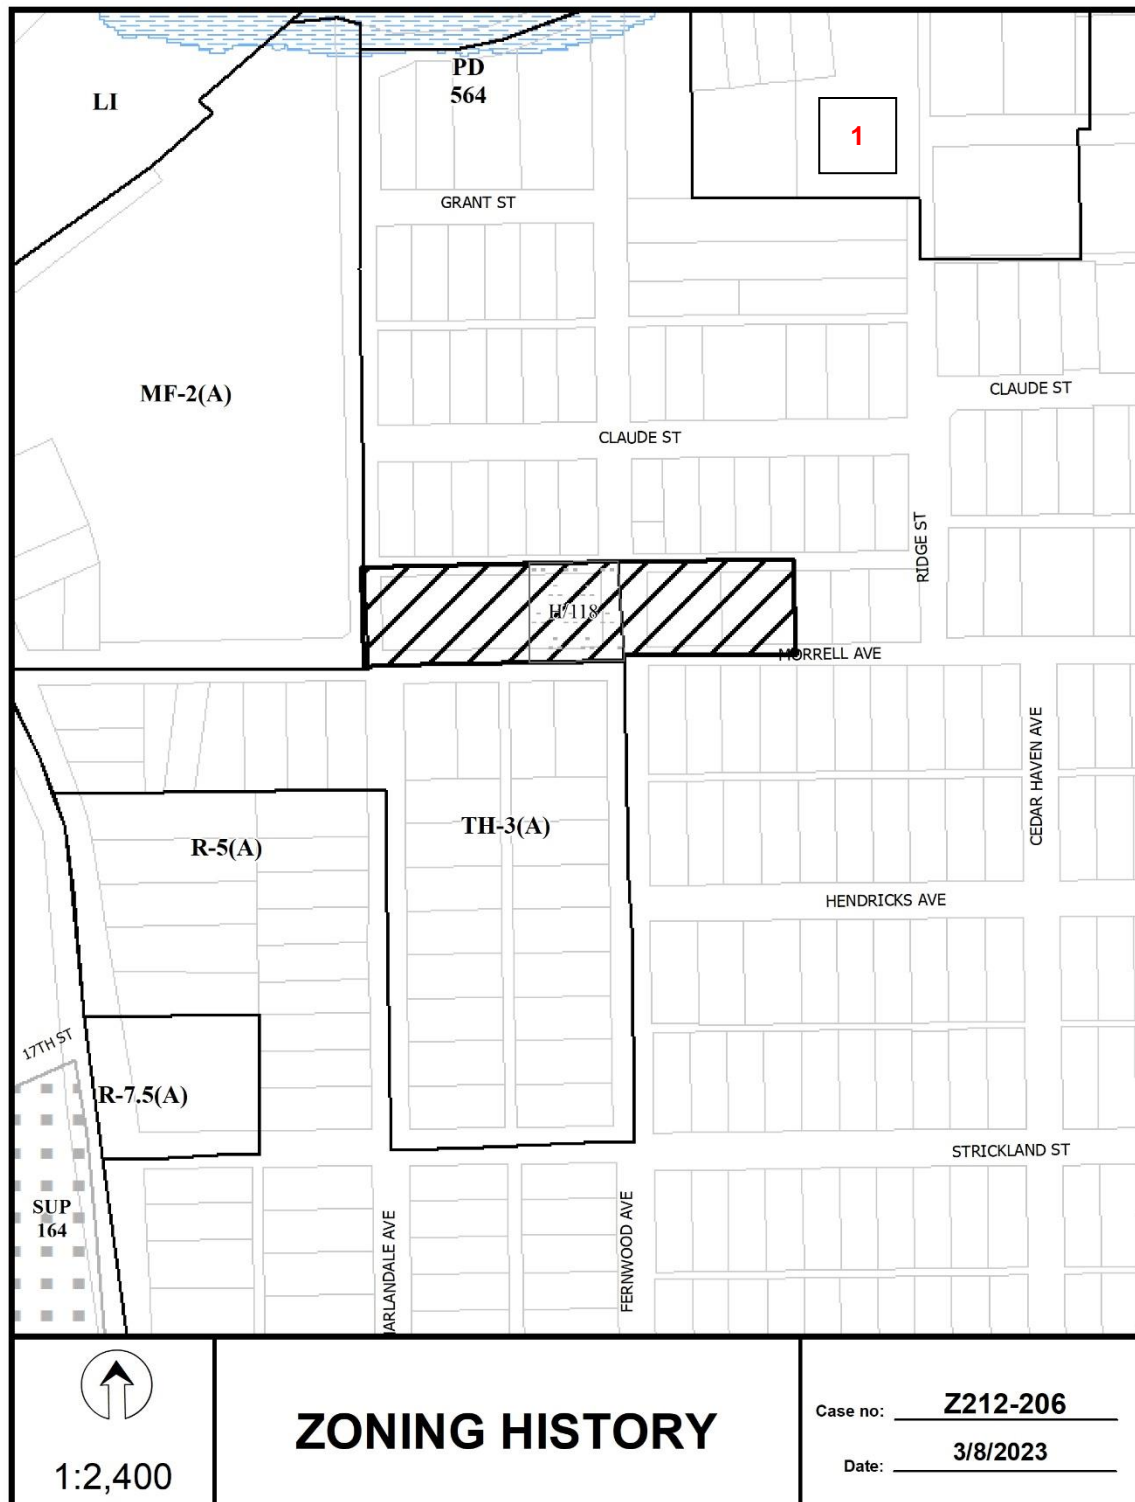 PD
564
LI
1
GRANT ST
MF-2(A)
CLAUDE ST
CLAUDE ST
RIDGE ST
H/118
MORRELL AVE
CEDAR HAVEN AVE
TH-3(A)
R-5(A)
HENDRICKS AVE
17TH ST
R-7.5(A)
STRICKLAND ST
SUP
164
HARLANDALE AVE
FERNWOOD AVE
1:2,400
ZONING HISTORY
Case no: Z212-206
Date: 3/8/2023